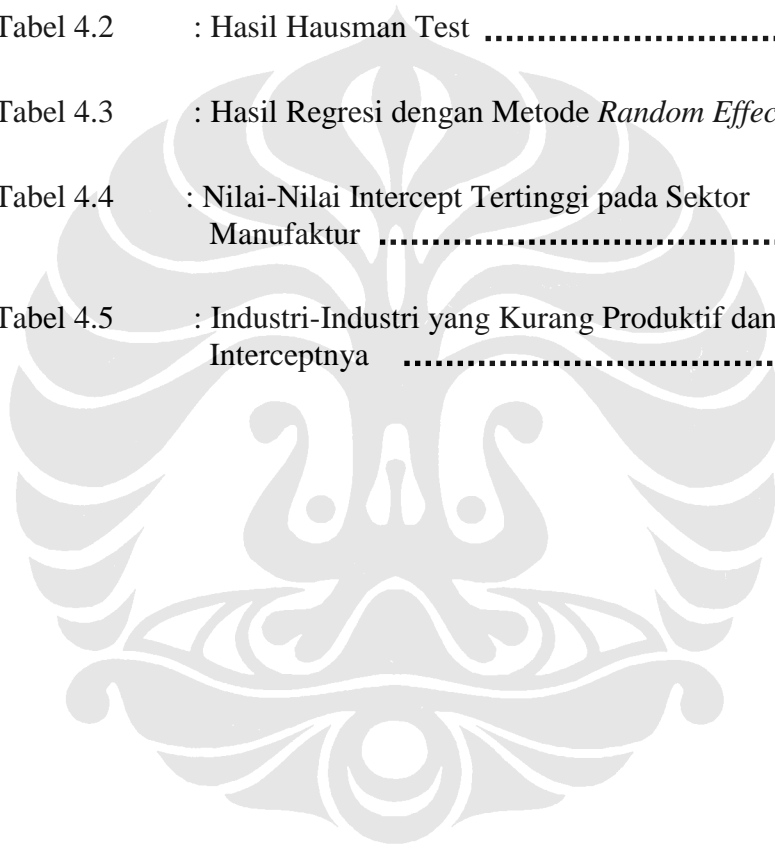 Tabel 4.2 : Hasil Hausman Test ................................
Tabel 4.3 : Hasil Regresi dengan Metode Random Effec
Tabel 4.4 : Nilai-Nilai Intercept Tertinggi pada Sektor
Manufaktur ................................
Tabel 4.5 : Industri-Industri yang Kurang Produktif dan
Interceptnya ................................